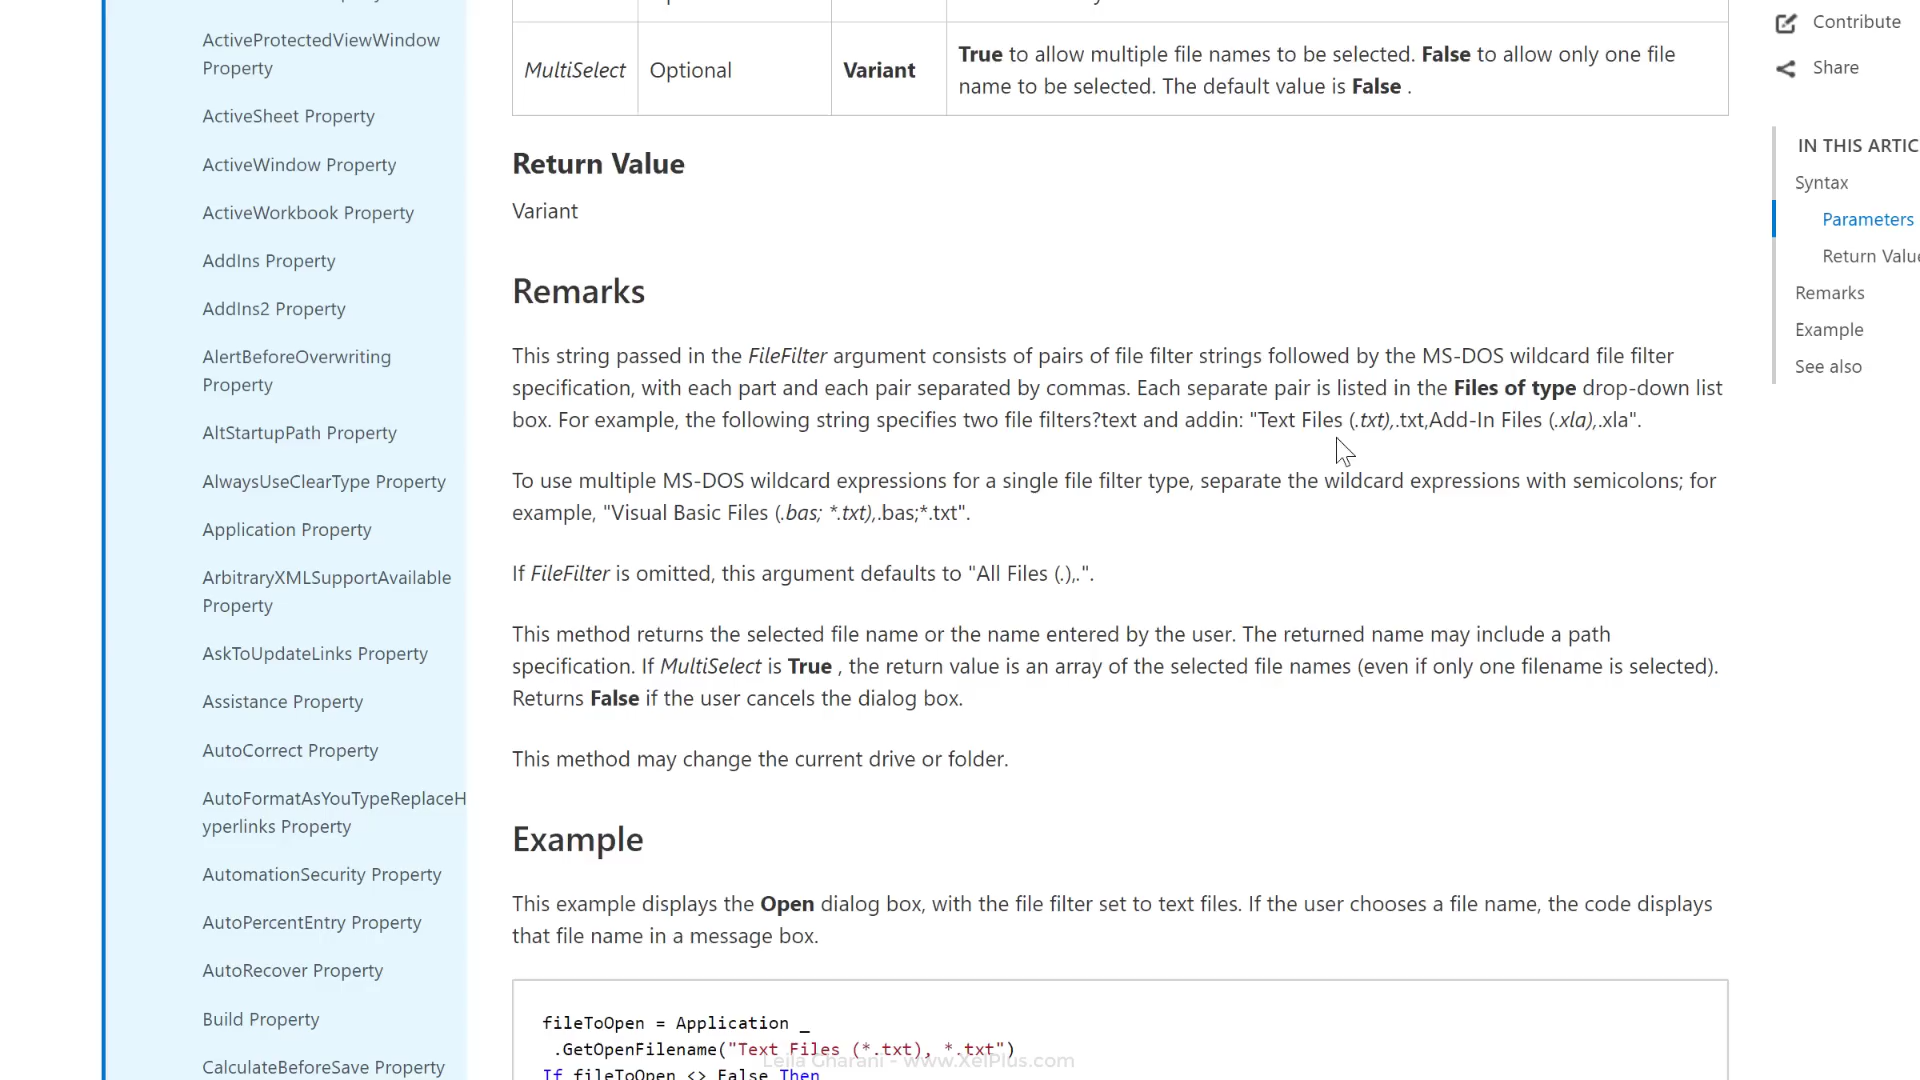 ActiveProtectedViewWindow
Property
ActiveSheet Property
ActiveWindow Property
ActiveWorkbook Property
AddIns Property
AddIns2 Property
AlertBeforeOverwriting
Property
AltStartupPath Property
AlwaysUseClearType Property
Application Property
ArbitraryXMLSupportAvailable
Property
AskToUpdateLinks Property
Assistance Property
AutoCorrect Property
AutoFormatAsYouTypeReplaceH
yperlinks Property
AutomationSecurity Property
AutoPercentEntry Property
AutoRecover Property
Build Property
CalculateBeforeSave Property
MultiSelect Optional Variant True to allow multiple file names to be selected. False to allow only one file
name to be selected. The default value is False .
Return Value
Variant
Remarks
This string passed in the FileFilter argument consists of pairs of file filter strings followed by the MS-DOS wildcard file filter
specification, with each part and each pair separated by commas. Each separate pair is listed in the Files of type drop-down list
box. For example, the following string specifies two file filters?text and addin: "Text Files (.txt),.txt,Add-In Files (.xla),.xla".
To use multiple MS-DOS wildcard expressions for a single file filter type, separate the wildcard expressions with semicolons; for
example, "Visual Basic Files (.bas; *.txt),.bas;*.txt".
If FileFilter is omitted, this argument defaults to "All Files (.),.".
This method returns the selected file name or the name entered by the user. The returned name may include a path
specification. If MultiSelect is True , the return value is an array of the selected file names (even if only one filename is selected).
Returns False if the user cancels the dialog box.
This method may change the current drive or folder.
Example
This example displays the Open dialog box, with the file filter set to text files. If the user chooses a file name, the code displays
that file name in a message box.
fileToOpen = Application _
.GetOpenFilename("Text Files (*.txt), *.txt")
If fileToOpen <> False Then
Leila Gharani - www.XelPlus.com
Contribute
Share
IN THIS ARTIC
Syntax
Parameters
Return Value
Remarks
Example
See also